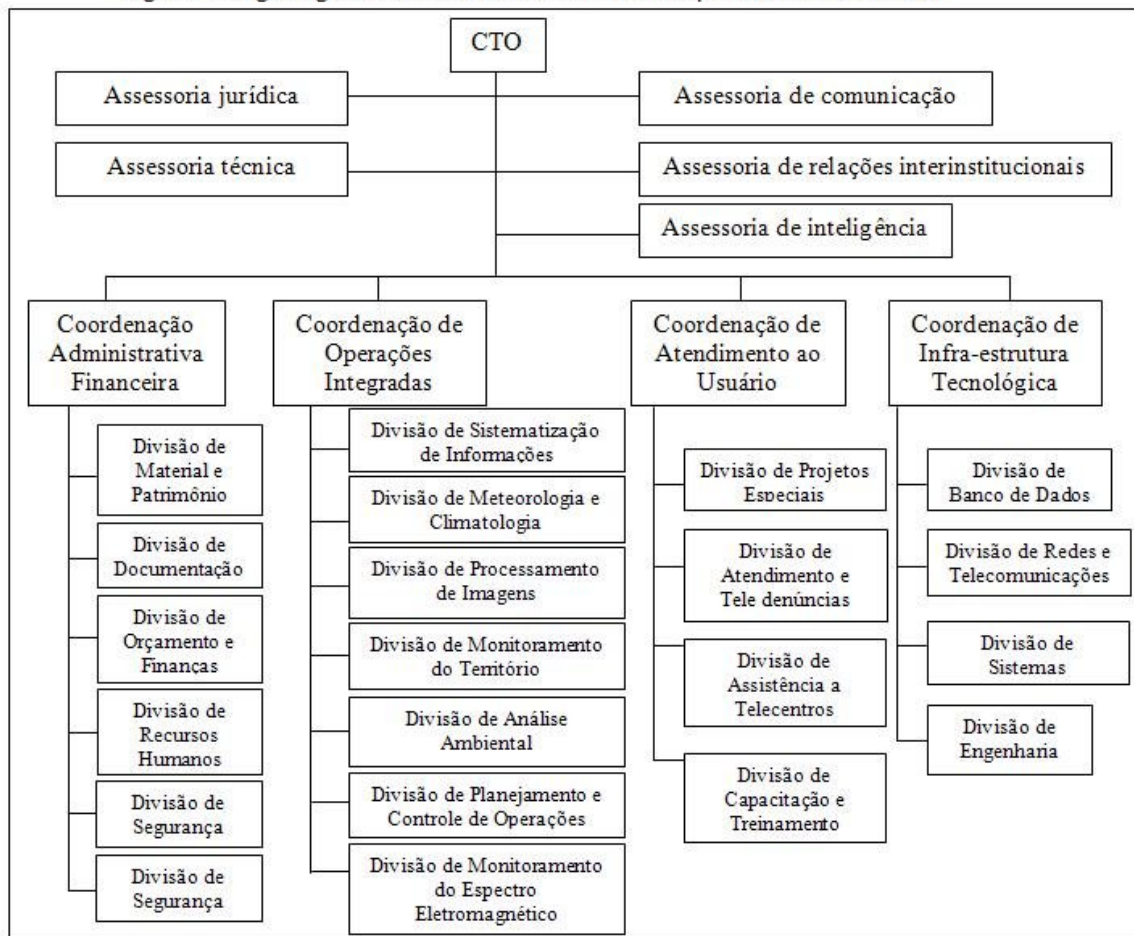 CTO
Assessoria jurídica
Assessoria de comunicação
Assessoria técnica
Assessoria de relações interinstitucionais
Assessoria de inteligência
Coordenação
Administrativa
Financeira
Coordenação de
Operações
Integradas
Coordenação de
Atendimento ao
Usuário
Coordenação de
Infra-estrutura
Tecnológica
Divisão de
Material e
Patrimônio
Divisão de
Documentação
Divisão de
Orçamento e
Finanças
Divisão de
Recursos
Humanos
Divisão de
Segurança
Divisão de
Segurança
Divisão de Sistematização
de Informações
Divisão de Meteorologia e
Climatologia
Divisão de Processamento
de Imagens
Divisão de Monitoramento
do Território
Divisão de Análise
Ambiental
Divisão de Planejamento e
Controle de Operações
Divisão de Monitoramento
do Espectro
Eletromagnético
Divisão de Projetos
Especiais
Divisão de
Atendimento e
Tele denúncias
Divisão de
Assistência a
Telecentros
Divisão de
Capacitação e
Treinamento
Divisão de
Banco de Dados
Divisão de Redes e
Telecomunicações
Divisão de
Sistemas
Divisão de
Engenharia